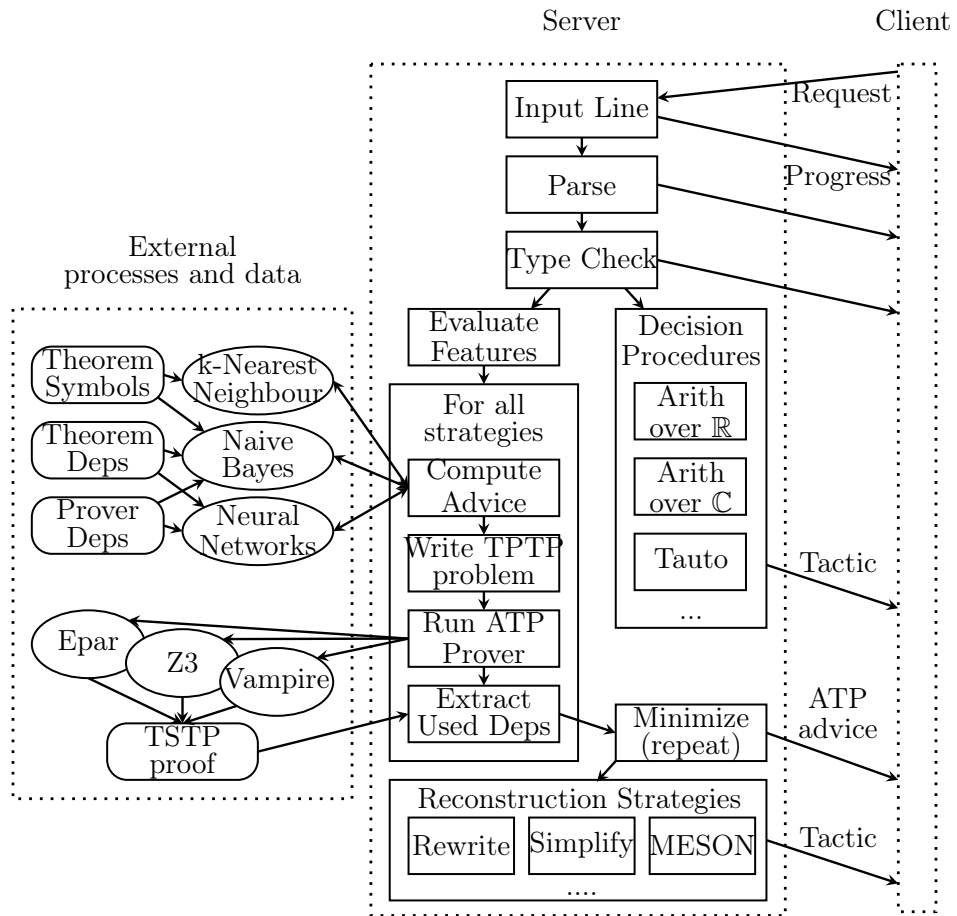 Server
Client
Request
Input Line
Progress
Parse
Type Check
External
processes and data
Evaluate
Features
Decision
Procedures
Theorem
Symbols
k-Nearest
Neighbour
For all
strategies
Arith
over ℝ
Theorem
Deps
Naive
Bayes
Compute
Advice
Arith
over ℂ
Prover
Deps
Neural
Networks
Write TPTP
problem
Tauto
Tactic
...
Epar
Z3
Vampire
Run ATP
Prover
Extract
Used Deps
Minimize
(repeat)
ATP
advice
TSTP
proof
Reconstruction Strategies
Rewrite
Simplify
MESON
Tactic
....